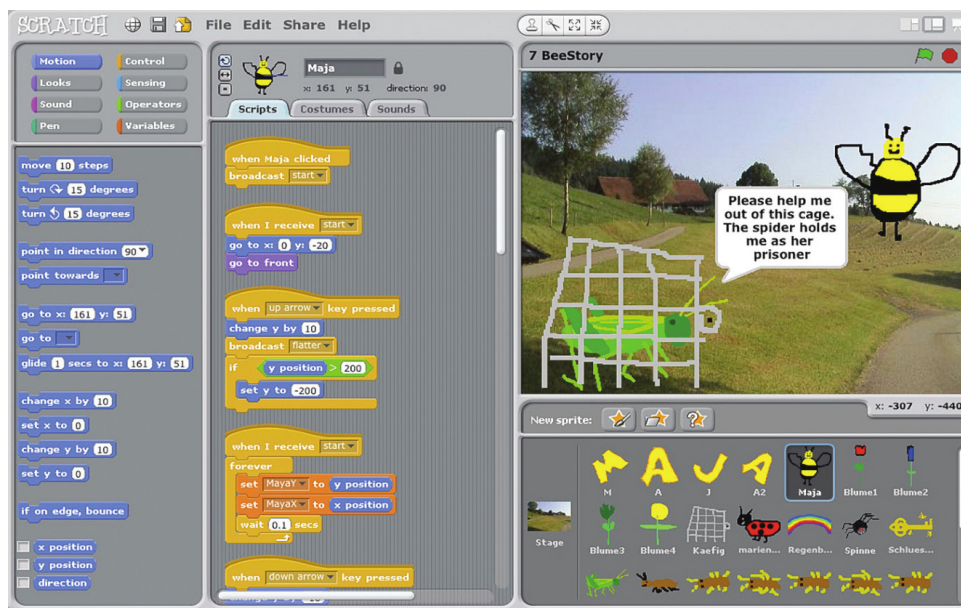 SCRATCH File Edit Share Help
Motion Control
Looks Sensing
Sound Operators
Pen Variables
move 10 steps
turn 15 degrees
turn 15 degrees
point in direction 90
point towards
go to x: 161 y: 51
go to
glide 1 secs to x: 161 y: 51
change x by 10
set x to 0
change y by 10
set y to 0
if on edge, bounce
x position
y position
direction
Maja
x: 161 y: 51 direction: 90
Scripts Costumes Sounds
when Maja clicked
broadcast start
when I receive start
go to x: 0 y: -20
go to front
when up arrow key pressed
change y by 10
broadcast flatter
if y position > 200
set y to -200
when I receive start
forever
set MayaY to y position
set MayaX to x position
wait 0.1 secs
when down arrow key pressed
change y by -10
7 BeeStory
Please help me
out of this cage.
The spider holds
me as her
prisoner
x: -307 y: -440
New sprite:
Stage
M A J A2 Maja Blume1 Blume2
Blume3 Blume4 Kaefig marien... Regenb... Spinne Schlues...